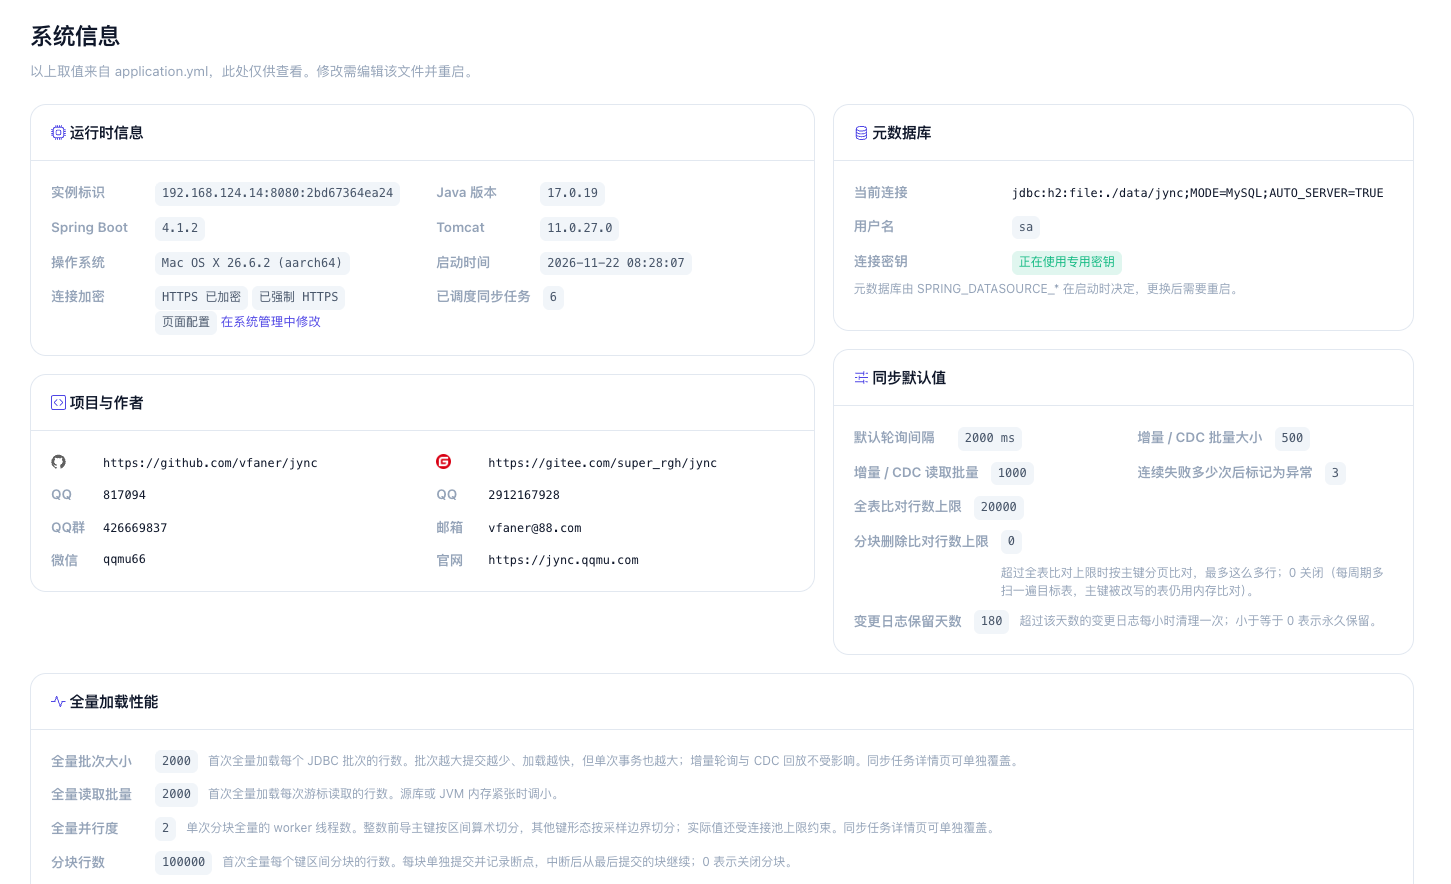 系统信息
以上取值来自 application.yml，此处仅供查看。修改需编辑该文件并重启。
运行时信息
实例标识 192.168.124.14:8080:2bd67364ea24 Java 版本 17.0.19
Spring Boot 4.1.2 Tomcat 11.0.27.0
操作系统 Mac OS X 26.6.2 (aarch64) 启动时间 2026-11-22 08:28:07
连接加密 HTTPS 已加密 已强制 HTTPS 已调度同步任务 6
页面配置 在系统管理中修改
元数据库
当前连接 jdbc:h2:file:./data/jync;MODE=MySQL;AUTO_SERVER=TRUE
用户名 sa
连接密钥 正在使用专用密钥
元数据库由 SPRING_DATASOURCE_* 在启动时决定，更换后需要重启。
项目与作者
https://github.com/vfaner/jync https://gitee.com/super_rgh/jync
QQ 817094 QQ 2912167928
QQ群 426669837 邮箱 vfaner@88.com
微信 qqmu66 官网 https://jync.qqmu.com
同步默认值
默认轮询间隔 2000 ms 增量 / CDC 批量大小 500
增量 / CDC 读取批量 1000 连续失败多少次后标记为异常 3
全表比对行数上限 20000
分块删除比对行数上限 0
超过全表比对上限时按主键分页比对，最多这么多行；0 关闭（每周期多
扫一遍目标表，主键被改写的表仍用内存比对）。
变更日志保留天数 180 超过该天数的变更日志每小时清理一次；小于等于 0 表示永久保留。
全量加载性能
全量批次大小 2000 首次全量加载每个 JDBC 批次的行数。批次越大提交越少、加载越快，但单次事务也越大；增量轮询与 CDC 回放不受影响。同步任务详情页可单独覆盖。
全量读取批量 2000 首次全量加载每次游标读取的行数。源库或 JVM 内存紧张时调小。
全量并行度 2 单次分块全量的 worker 线程数。整数前导主键按区间算术切分，其他键形态按采样边界切分；实际值还受连接池上限约束。同步任务详情页可单独覆盖。
分块行数 100000 首次全量每个键区间分块的行数。每块单独提交并记录断点，中断后从最后提交的块继续；0 表示关闭分块。